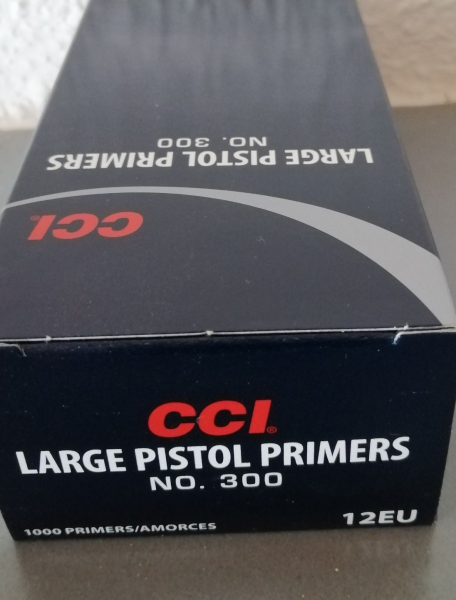 LARGE PISTOL PRIMERS
NO. 300
CCI
CCI®
LARGE PISTOL PRIMERS
NO. 300
1000 PRIMERS/AMORCES
12EU